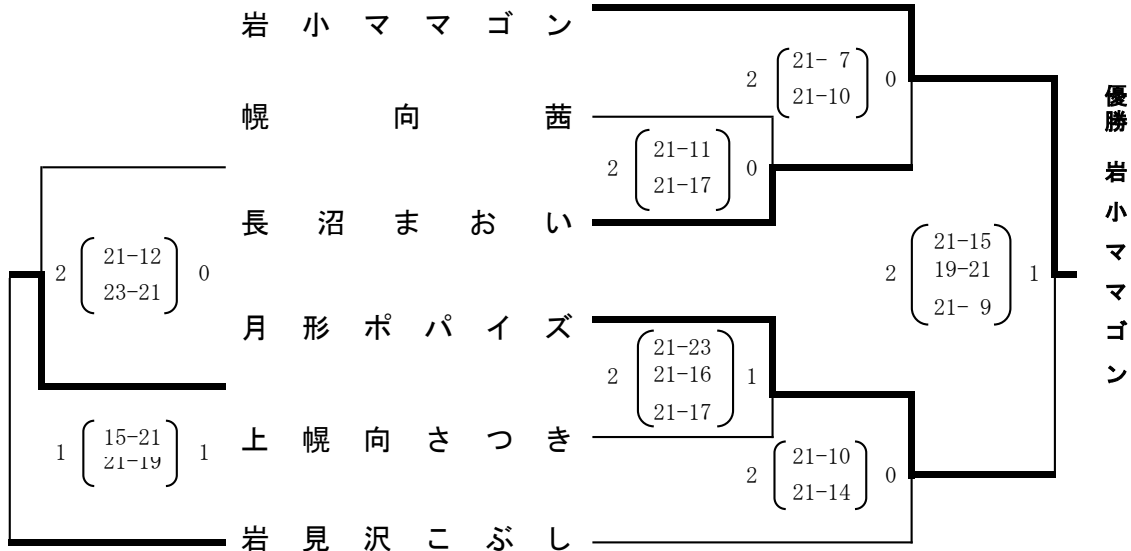 岩小ママゴン
2 21- 7 0
21-10
幌向茜
2 21-11 0
21-17
長沼まおい
2 21-12 0
23-21
2 21-15 1
19-21
21- 9
月形ポパイズ
2 21-23 1
21-16
21-17
上幌向さつき
1 15-21 1
21-19
2 21-10 0
21-14
岩見沢こぶし
優勝 岩小ママゴン